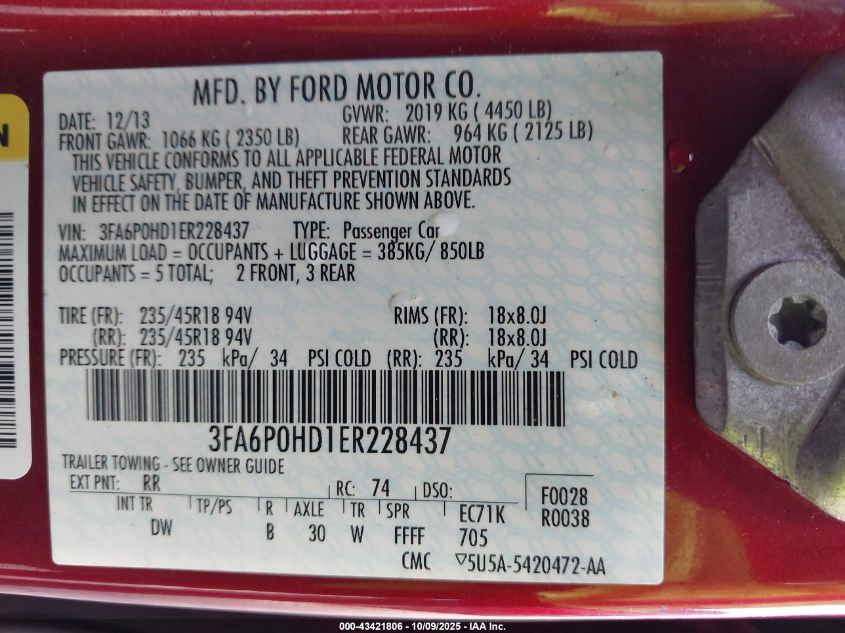 MFD. BY FORD MOTOR CO.
DATE: 12/13 GVWR: 2019 KG ( 4450 LB)
FRONT GAWR: 1066 KG ( 2350 LB) REAR GAWR: 964 KG ( 2125 LB)
THIS VEHICLE CONFORMS TO ALL APPLICABLE FEDERAL MOTOR
VEHICLE SAFETY, BUMPER, AND THEFT PREVENTION STANDARDS
IN EFFECT ON THE DATE OF MANUFACTURE SHOWN ABOVE.
VIN: 3FA6P0HD1ER228437 TYPE: Passenger Car
MAXIMUM LOAD = OCCUPANTS + LUGGAGE = 385KG/ 850LB
OCCUPANTS = 5 TOTAL; 2 FRONT, 3 REAR
TIRE (FR): 235/45R18 94V RIMS (FR): 18x8.0J
(RR): 235/45R18 94V (RR): 18x8.0J
PRESSURE (FR): 235 kPa/ 34 PSI COLD (RR): 235 kPa/ 34 PSI COLD
3FA6P0HD1ER228437
TRAILER TOWING - SEE OWNER GUIDE
EXT PNT: RR RC: 74 DSO: F0028
INT TR TP/PS R AXLE TR SPR EC71K R0038
DW B 30 W FFFF 705
CMC ▽5U5A-5420472-AA
N
000-43421806 - 10/09/2025 - IAA Inc.